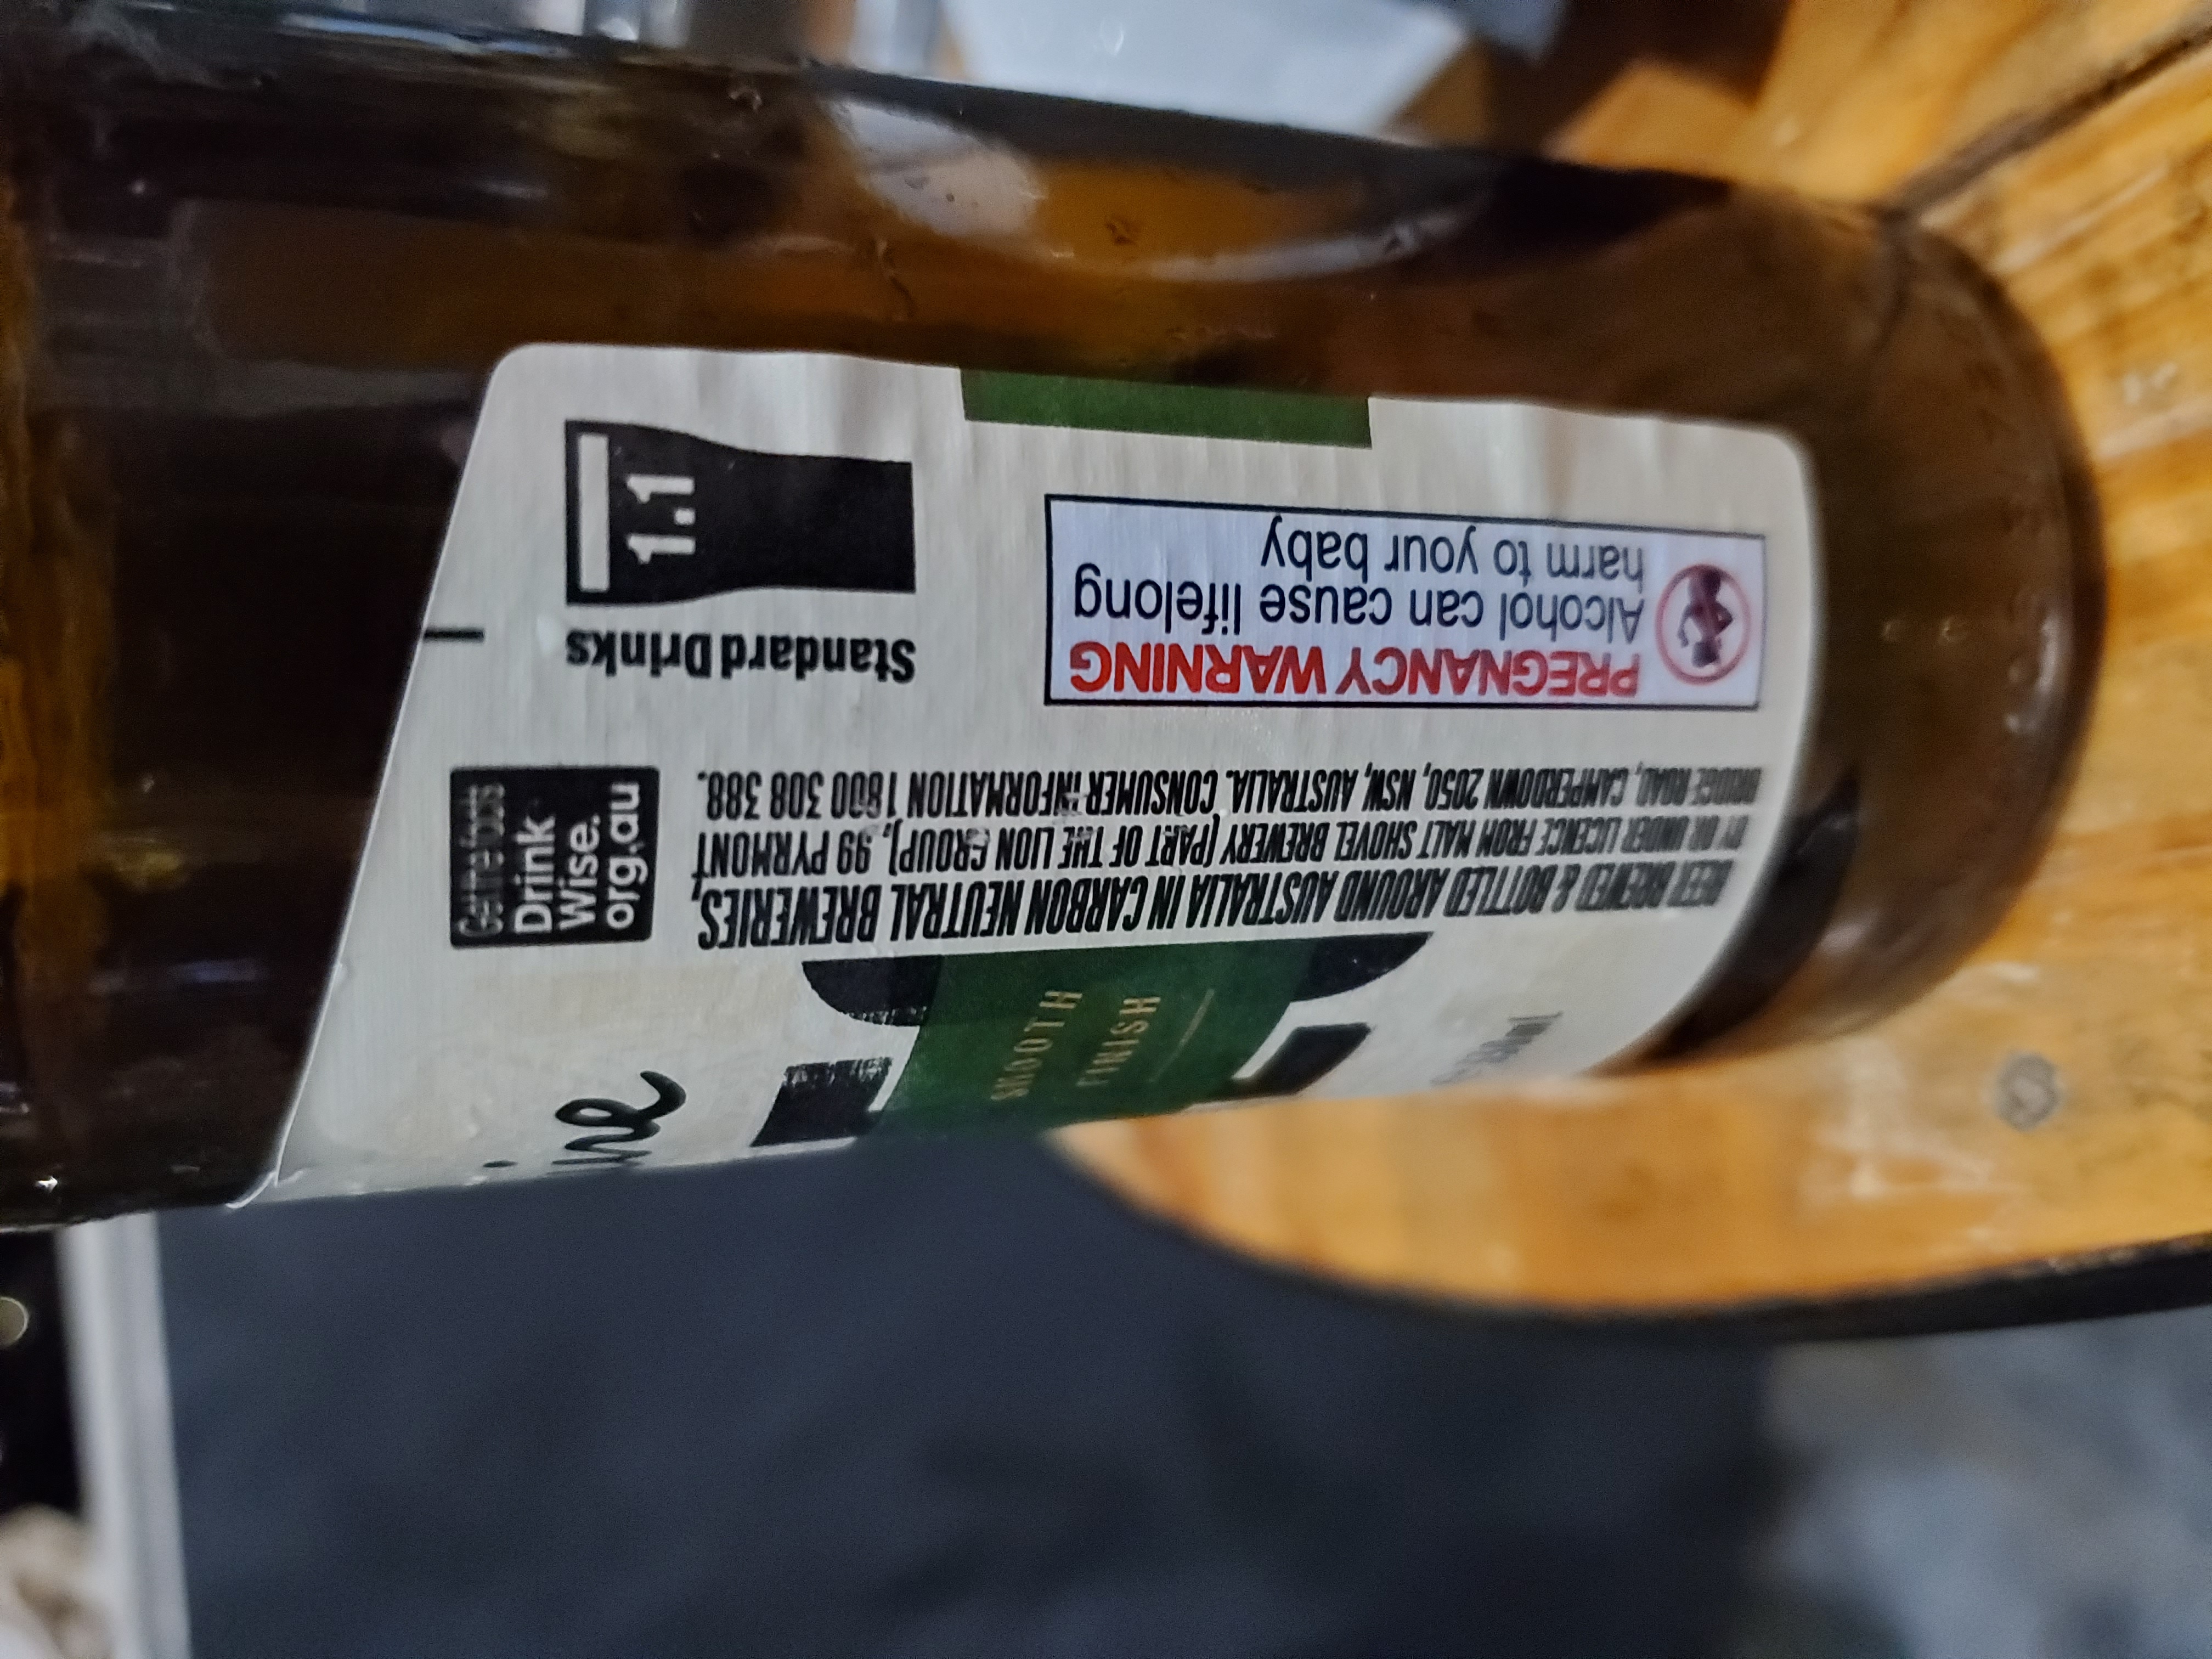 BEER BREWED & BOTTLED AROUND AUSTRALIA IN CARBON NEUTRAL BREWERIES,
BY OR UNDER LICENCE FROM MALT SHOVEL BREWERY (PART OF THE LION GROUP), 99 PYRMONT
BRIDGE ROAD, CAMPERDOWN 2050, NSW, AUSTRALIA. CONSUMER INFORMATION 1800 308 388.
PREGNANCY WARNING
Alcohol can cause lifelong
harm to your baby
Standard Drinks
1.1
Get the facts
Drink
Wise.
org.au
SMOOTH
FINISH